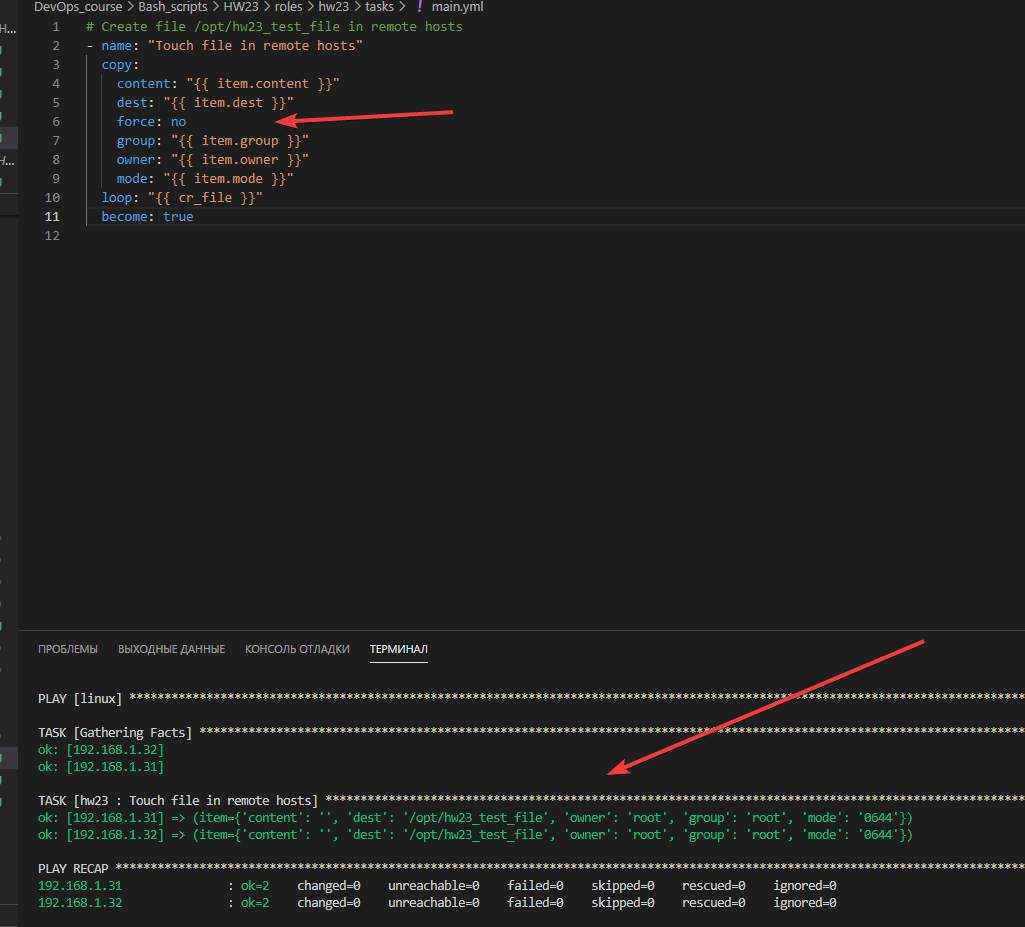 DevOps_course > Bash_scripts > HW23 > roles > hw23 > tasks > ! main.yml
H...
1 # Create file /opt/hw23_test_file in remote hosts
2 - name: "Touch file in remote hosts"
3 copy:
4 content: "{{ item.content }}"
5 dest: "{{ item.dest }}"
6 force: no
7 group: "{{ item.group }}"
8 owner: "{{ item.owner }}"
H...
9 mode: "{{ item.mode }}"
10 loop: "{{ cr_file }}"
11 become: true
12
ПРОБЛЕМЫ ВЫХОДНЫЕ ДАННЫЕ КОНСОЛЬ ОТЛАДКИ ТЕРМИНАЛ
PLAY [linux] ****************************************************************************************************
TASK [Gathering Facts] ****************************************************************************************************
ok: [192.168.1.32]
ok: [192.168.1.31]
TASK [hw23 : Touch file in remote hosts] ****************************************************************************************************
ok: [192.168.1.31] => (item={'content': '', 'dest': '/opt/hw23_test_file', 'owner': 'root', 'group': 'root', 'mode': '0644'})
ok: [192.168.1.32] => (item={'content': '', 'dest': '/opt/hw23_test_file', 'owner': 'root', 'group': 'root', 'mode': '0644'})
PLAY RECAP ****************************************************************************************************
192.168.1.31 : ok=2 changed=0 unreachable=0 failed=0 skipped=0 rescued=0 ignored=0
192.168.1.32 : ok=2 changed=0 unreachable=0 failed=0 skipped=0 rescued=0 ignored=0